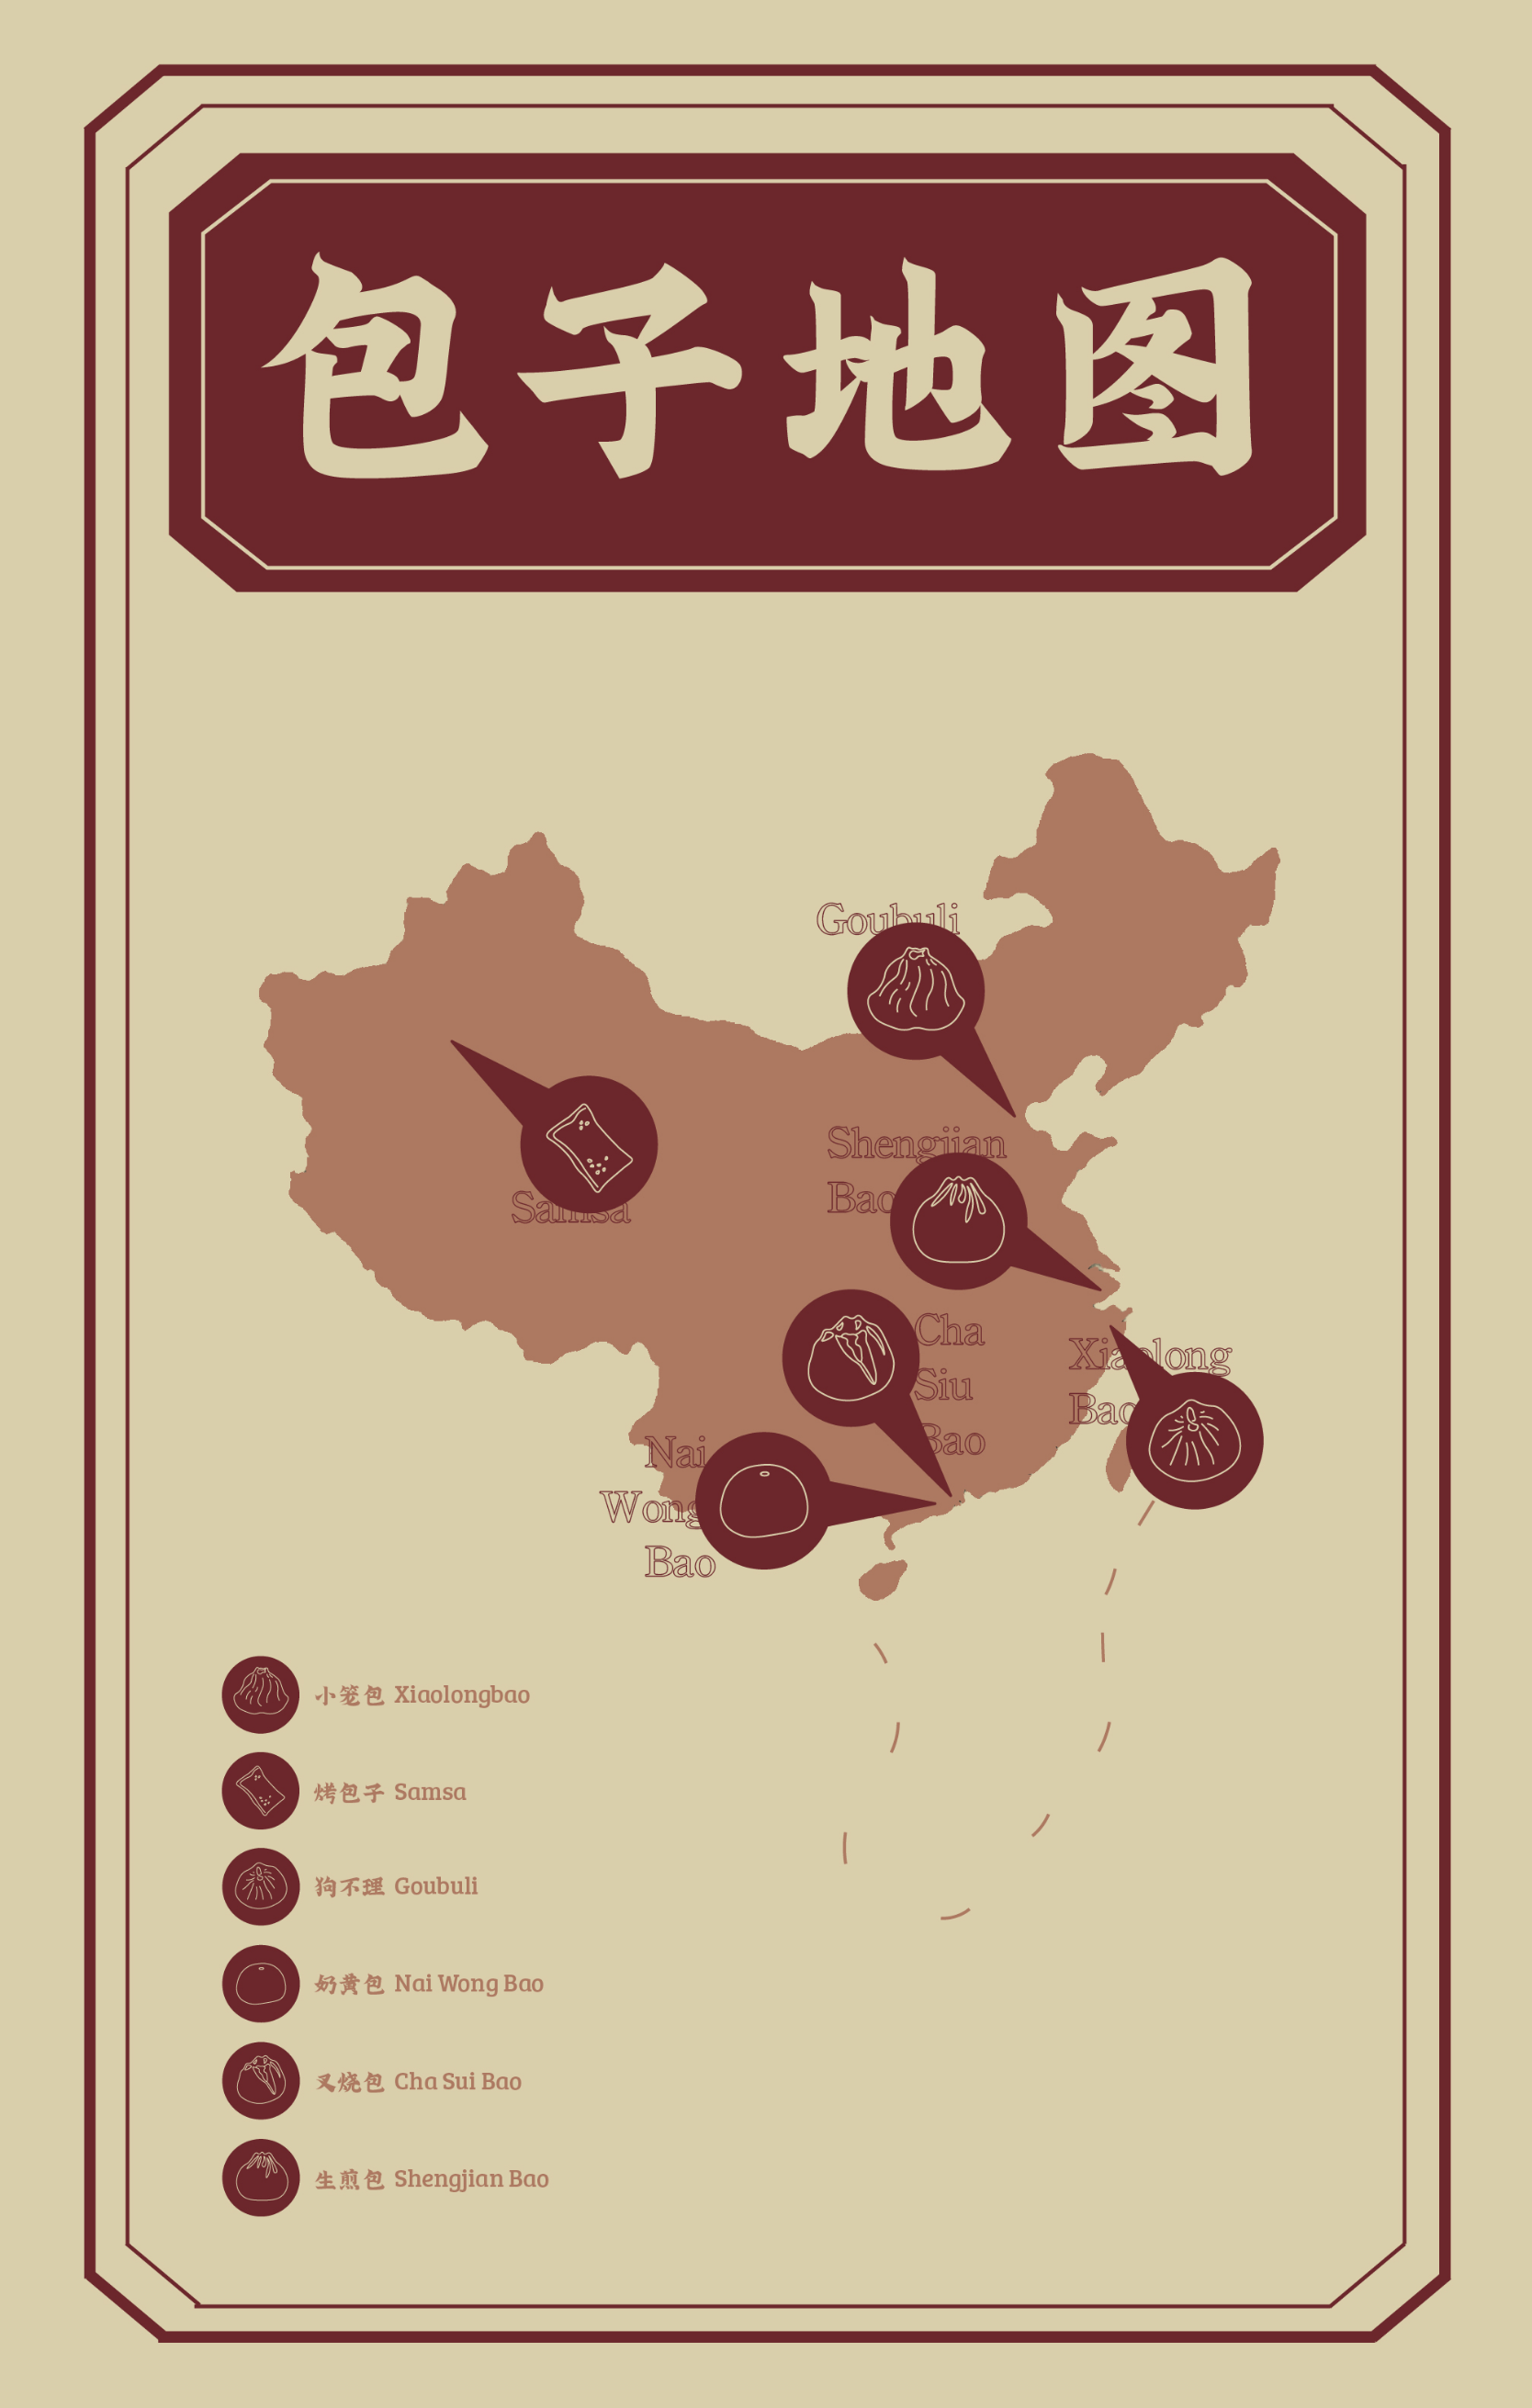 包子地图
Goubuli
Shengjian
Bao
Samsa
Cha
Siu
Bao
Xiaolong
Bao
Nai
Wong
Bao
小笼包 Xiaolongbao
烤包子 Samsa
狗不理 Goubuli
奶黄包 Nai Wong Bao
叉烧包 Cha Sui Bao
生煎包 Shengjian Bao